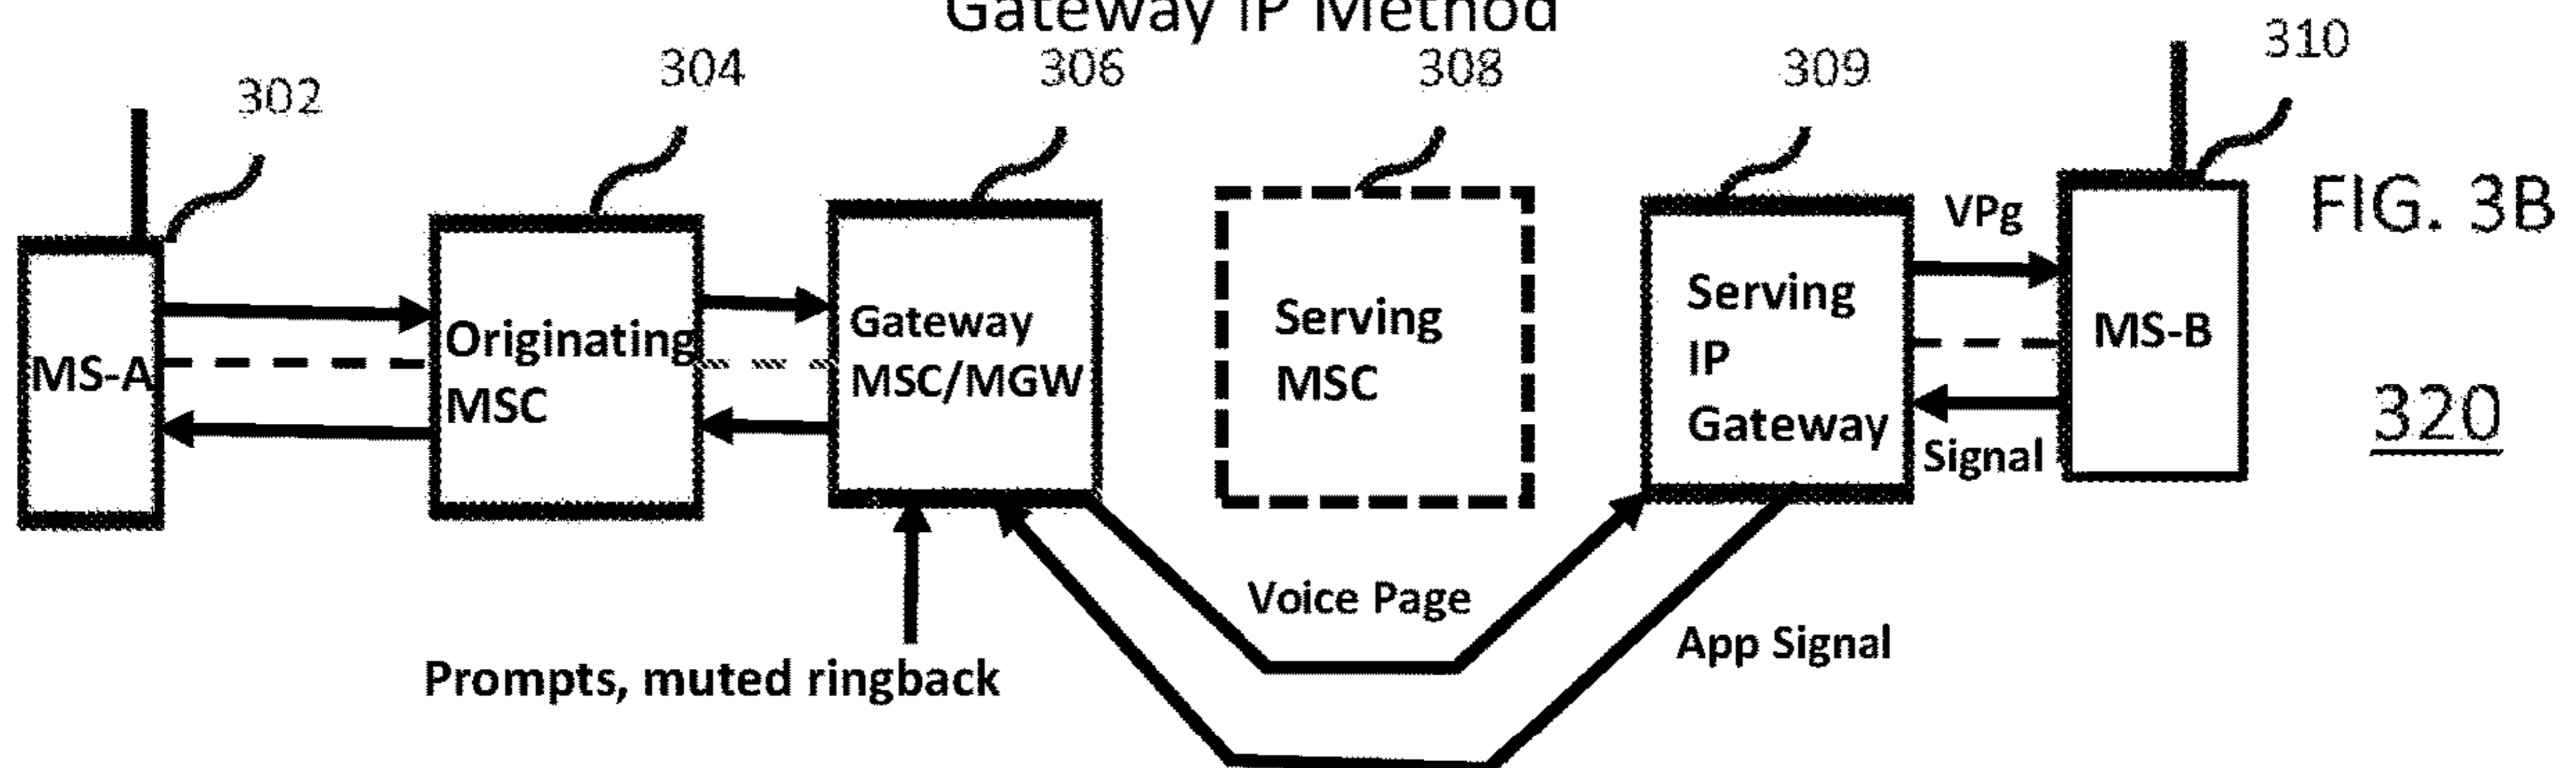 Gateway IP Method
302
304
306
308
309
310
FIG. 3B
320
MS-A
Originating
MSC
Gateway
MSC/MGW
Serving
MSC
Serving
IP
Gateway
VPg
Signal
MS-B
Prompts, muted ringback
Voice Page
App Signal